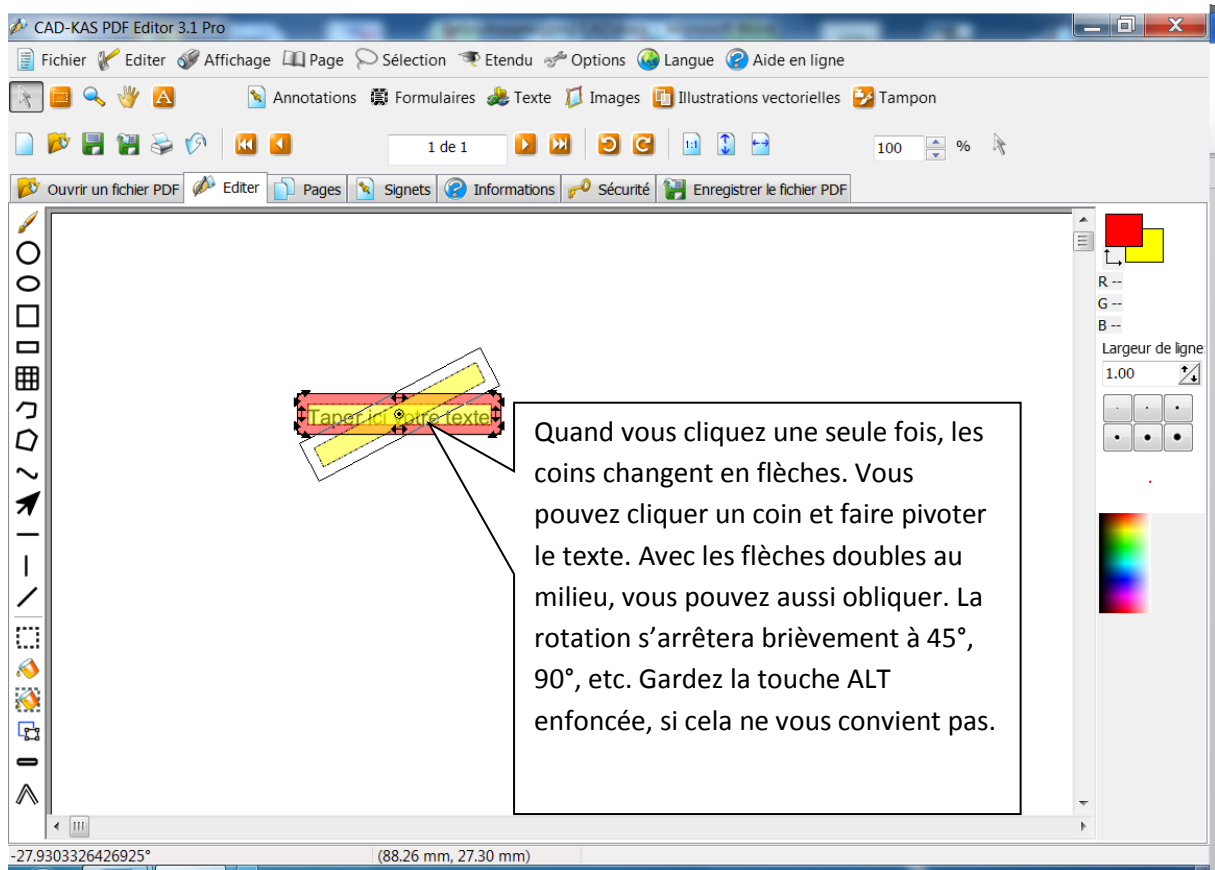 CAD-KAS PDF Editor 3.1 Pro
Fichier Editer Affichage Page Sélection Etendu Options Langue Aide en ligne
Annotations Formulaires Texte Images Illustrations vectorielles Tampon
1 de 1 1:1 100 %
Ouvrir un fichier PDF Editer Pages Signets Informations Sécurité Enregistrer le fichier PDF
R --
G --
B --
Largeur de ligne
1.00
Taper ici votre texte
Quand vous cliquez une seule fois, les
coins changent en flèches. Vous
pouvez cliquer un coin et faire pivoter
le texte. Avec les flèches doubles au
milieu, vous pouvez aussi obliquer. La
rotation s’arrêtera brièvement à 45°,
90°, etc. Gardez la touche ALT
enfoncée, si cela ne vous convient pas.
-27.9303326426925° (88.26 mm, 27.30 mm)